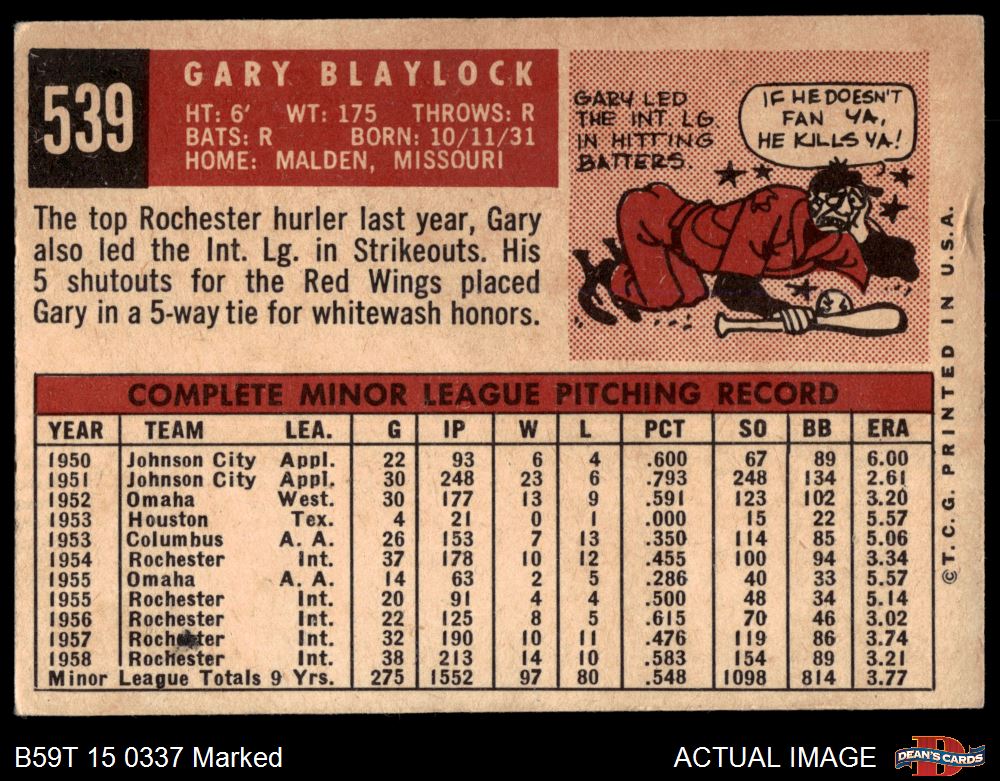 539
GARY BLAYLOCK
HT: 6' WT: 175 THROWS: R
BATS: R BORN: 10/11/31
HOME: MALDEN, MISSOURI
GARY LED
THE INT. LG
IN HITTING
BATTERS.
IF HE DOESN'T
FAN YA,
HE KILLS YA!
The top Rochester hurler last year, Gary
also led the Int. Lg. in Strikeouts. His
5 shutouts for the Red Wings placed
Gary in a 5-way tie for whitewash honors.
COMPLETE MINOR LEAGUE PITCHING RECORD
YEAR TEAM LEA. G IP W L PCT SO BB ERA
1950 Johnson City Appl. 22 93 6 4 .600 67 89 6.00
1951 Johnson City Appl. 30 248 23 6 .793 248 134 2.61
1952 Omaha West. 30 177 13 9 .591 123 102 3.20
1953 Houston Tex. 4 21 0 1 .000 15 22 5.57
1953 Columbus A. A. 26 153 7 13 .350 114 85 5.06
1954 Rochester Int. 37 178 10 12 .455 100 94 3.34
1955 Omaha A. A. 14 63 2 5 .286 40 33 5.57
1955 Rochester Int. 20 91 4 4 .500 48 34 5.14
1956 Rochester Int. 22 125 8 5 .615 70 46 3.02
1957 Rochester Int. 32 190 10 11 .476 119 86 3.74
1958 Rochester Int. 38 213 14 10 .583 154 89 3.21
Minor League Totals 9 Yrs. 275 1552 97 80 .548 1098 814 3.77
© T. C. G. PRINTED IN U.S.A.
B59T 15 0337 Marked
ACTUAL IMAGE
D
DEAN'S CARDS